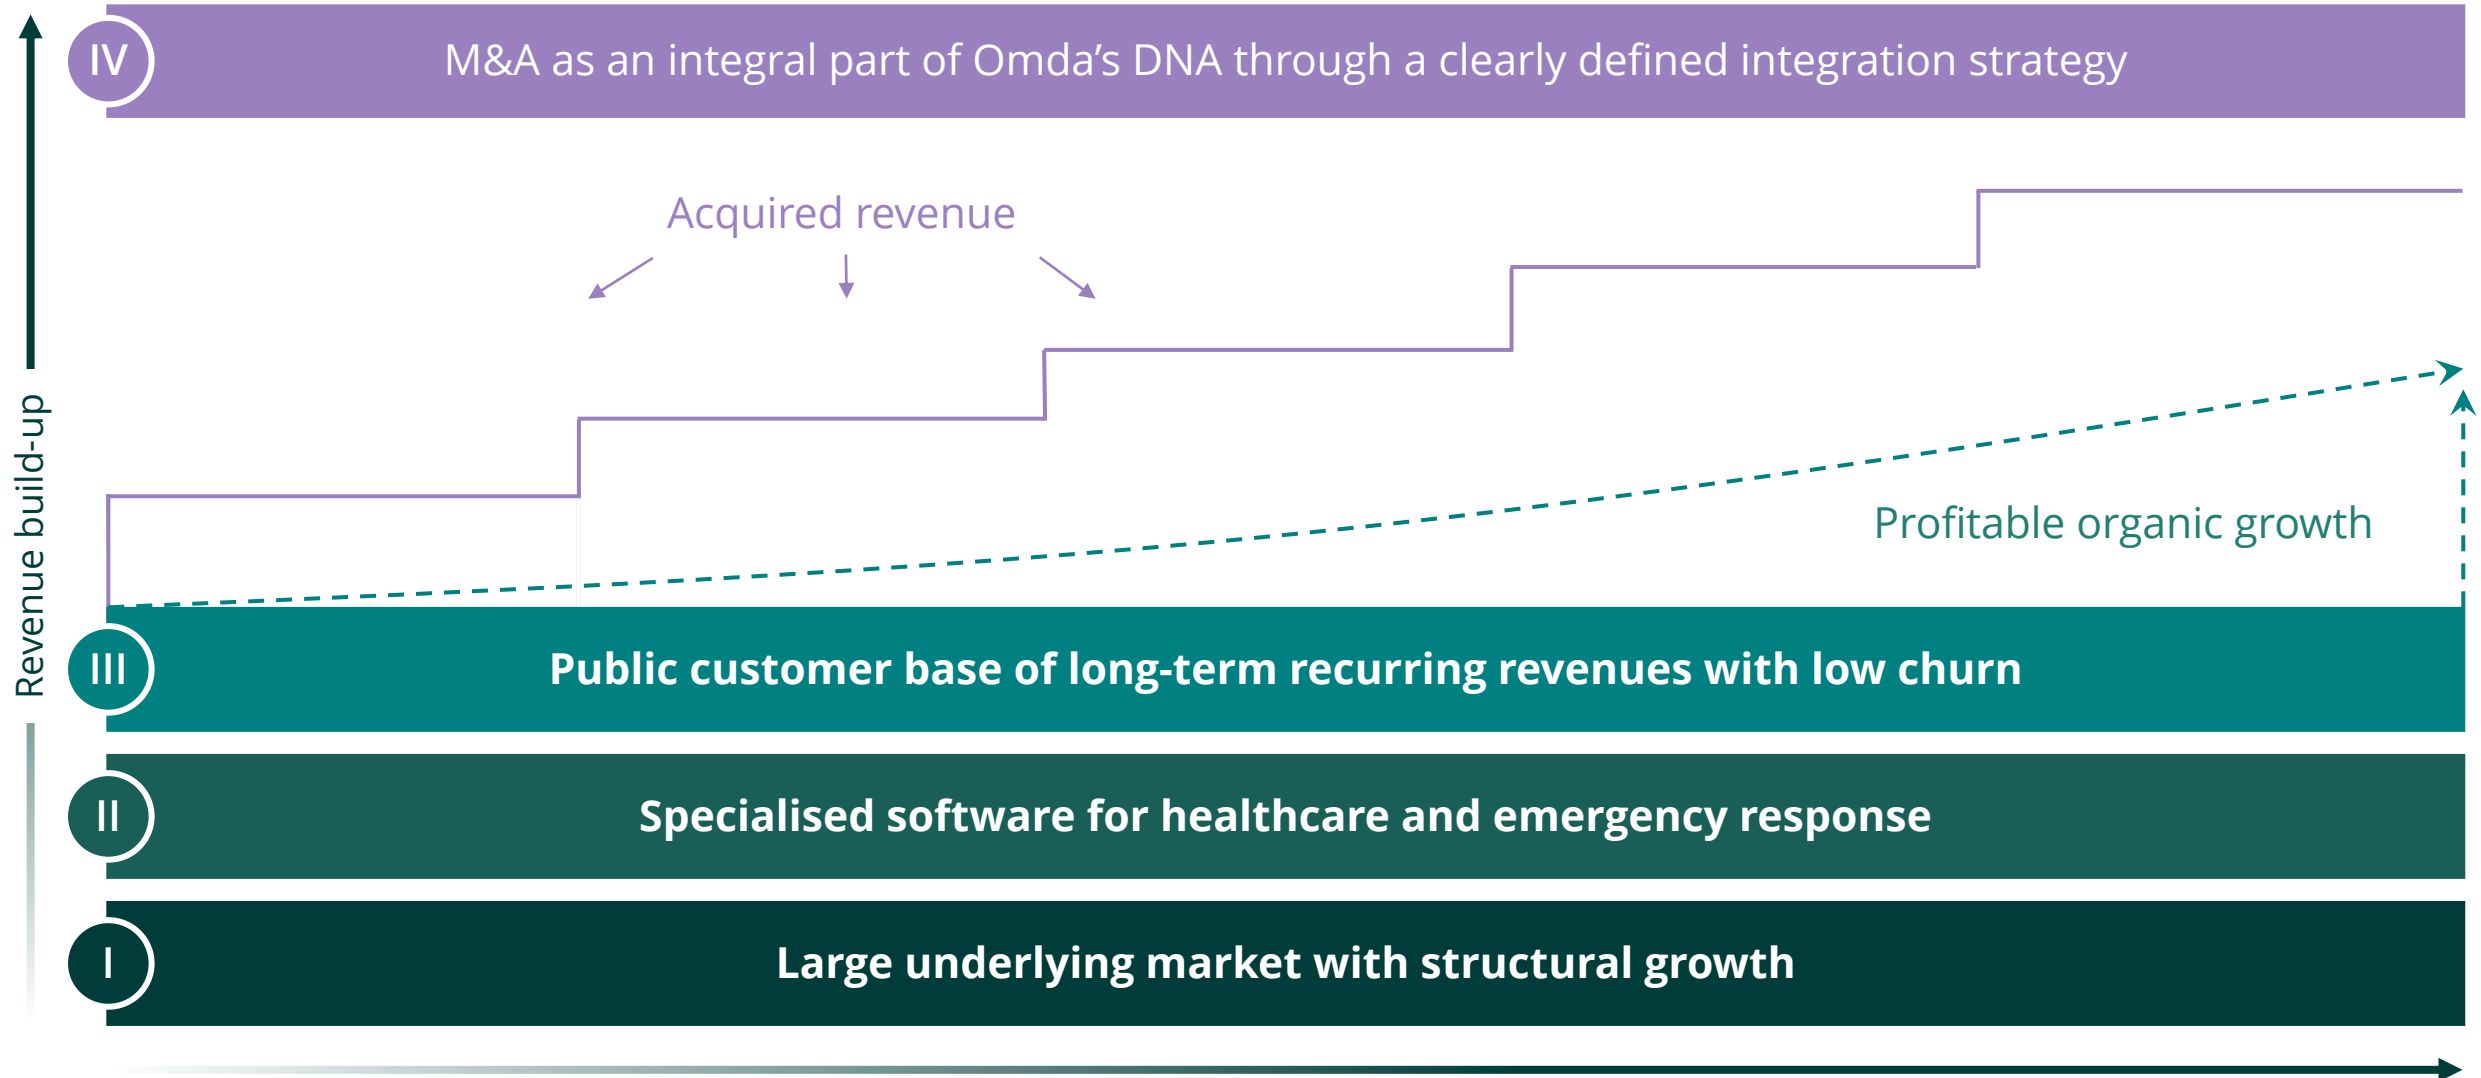 IV
M&A as an integral part of Omda’s DNA through a clearly defined integration strategy
Acquired revenue
Revenue build-up
Profitable organic growth
III
Public customer base of long-term recurring revenues with low churn
II
Specialised software for healthcare and emergency response
I
Large underlying market with structural growth